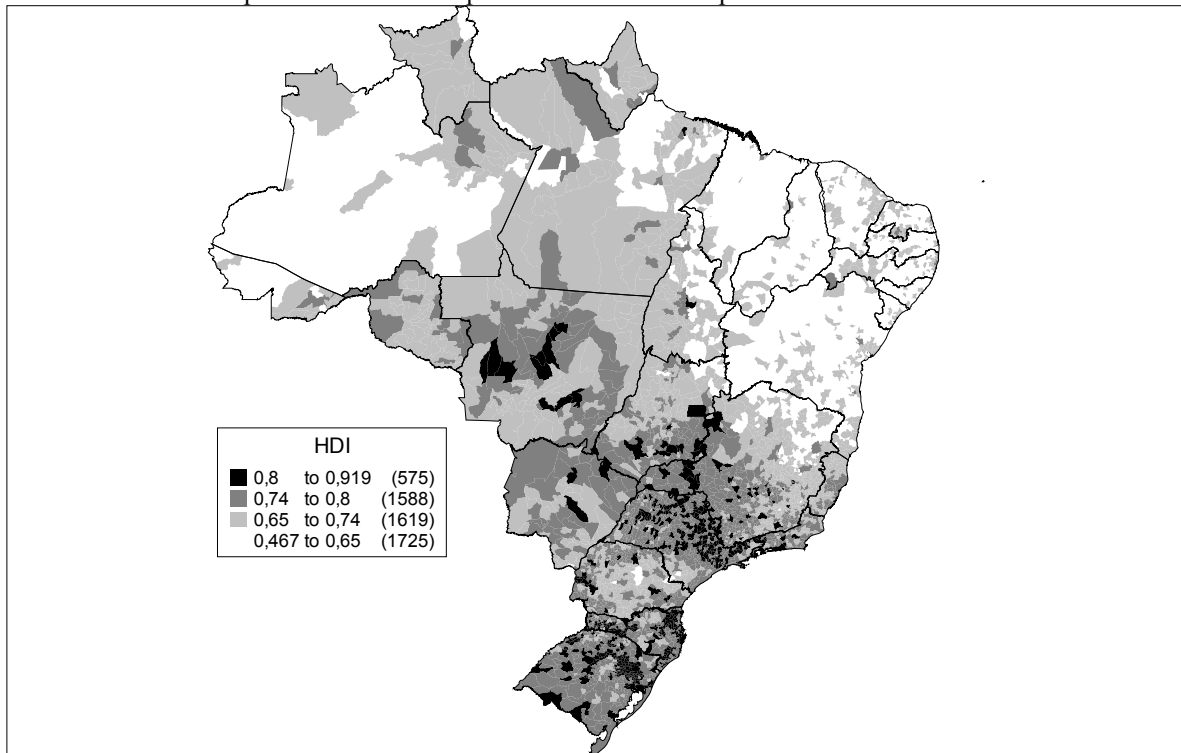 HDI
0,8 to 0,919 (575)
0,74 to 0,8 (1588)
0,65 to 0,74 (1619)
0,467 to 0,65 (1725)